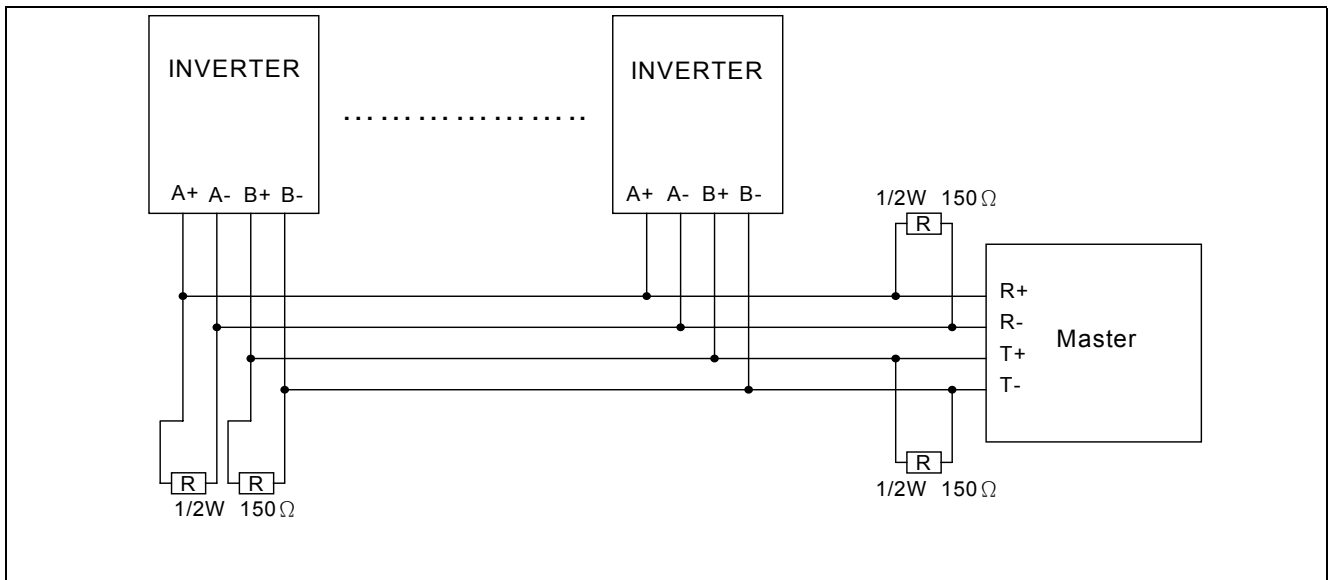 INVERTER
INVERTER
...................
A+ A- B+ B-
A+ A- B+ B-
1/2W 150Ω
R
R+
R-
T+
T-
Master
R
R
1/2W 150Ω
R
1/2W 150Ω